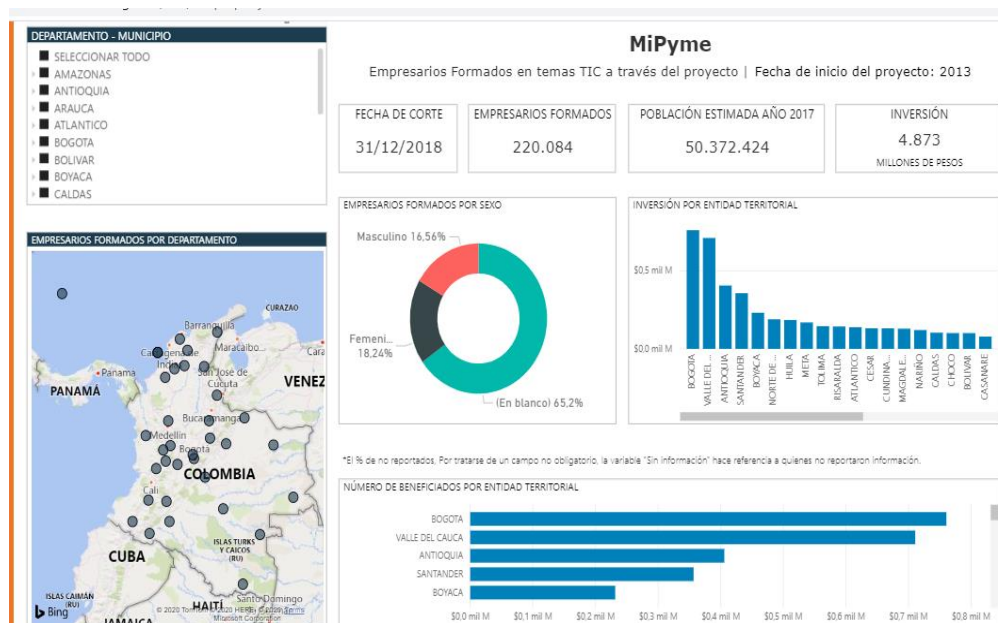 DEPARTAMENTO - MUNICIPIO
SELECCIONAR TODO
AMAZONAS
ANTIOQUIA
ARAUCA
ATLANTICO
BOGOTA
BOLIVAR
BOYACA
CALDAS
MiPyme
Empresarios Formados en temas TIC a través del proyecto | Fecha de inicio del proyecto: 2013
FECHA DE CORTE
31/12/2018
EMPRESARIOS FORMADOS
220.084
POBLACIÓN ESTIMADA AÑO 2017
50.372.424
INVERSIÓN
4.873
MILLONES DE PESOS
EMPRESARIOS FORMADOS POR DEPARTAMENTO
CURAZAO
Barranquilla
Maracaibo...
Cara
Panama
San Jose de
Cucuta
PANAMÁ
VENEZ
Bucaramanga
Medellin
Bogota
COLOMBIA
Cali
CUBA
ISLAS TURKS
Y CAICOS
(RU)
ISLAS CAIMÁN
(RU)
HAITÍ
Santo Domingo
Bing
JAMAICA
Microsoft Corporation
EMPRESARIOS FORMADOS POR SEXO
Masculino 16,56%
Femeni...
18,24%
(En blanco) 65,2%
INVERSIÓN POR ENTIDAD TERRITORIAL
$0,5 mil M
$0,0 mil M
BOGOTA
VALLE DEL ...
ANTIOQUIA
SANTANDER
BOYACA
NORTE DE ...
HUILA
META
TOLIMA
RISARALDA
ATLANTICO
CESAR
CUNDINA...
MAGDALE...
NARIÑO
CALDAS
CHOCO
BOLIVAR
CASANARE
*El % de no reportados, Por tratarse de un campo no obligatorio, la variable "Sin información" hace referencia a quienes no reportaron información.
NÚMERO DE BENEFICIADOS POR ENTIDAD TERRITORIAL
BOGOTA
VALLE DEL CAUCA
ANTIOQUIA
SANTANDER
BOYACA
$0,0 mil M $0,1 mil M $0,2 mil M $0,3 mil M $0,4 mil M $0,5 mil M $0,6 mil M $0,7 mil M $0,8 mil M